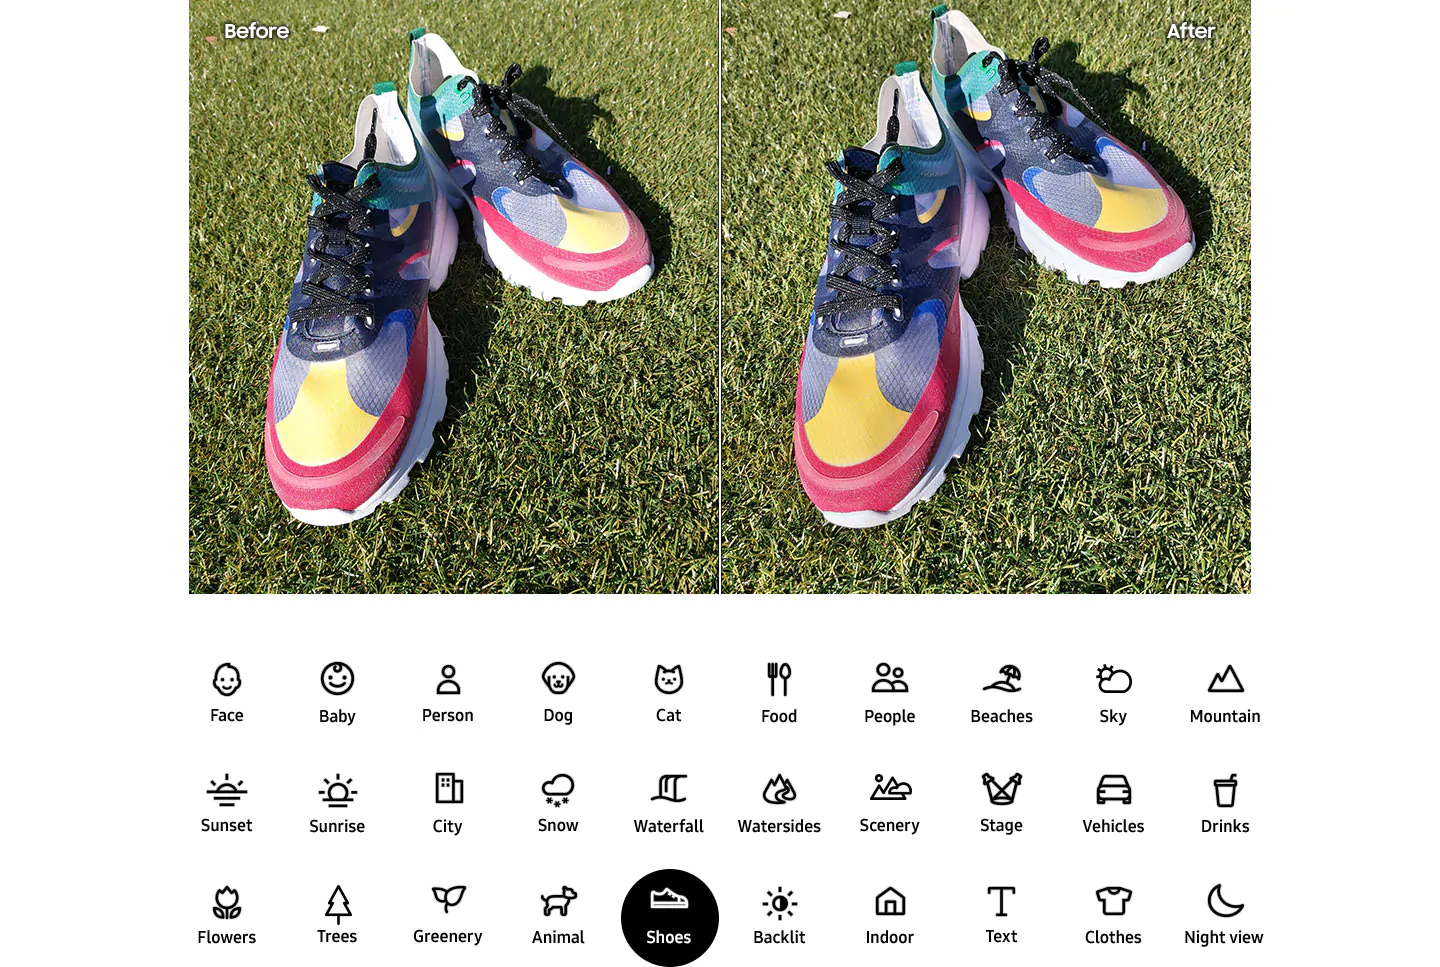 Before
After
Face Baby Person Dog Cat Food People Beaches Sky Mountain
Sunset Sunrise City Snow Waterfall Watersides Scenery Stage Vehicles Drinks
Flowers Trees Greenery Animal Shoes Backlit Indoor Text Clothes Night view